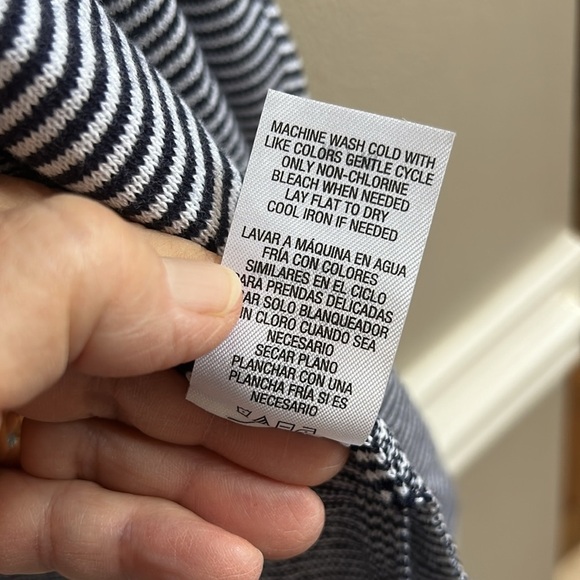 MACHINE WASH COLD WITH
LIKE COLORS GENTLE CYCLE
ONLY NON-CHLORINE
BLEACH WHEN NEEDED
LAY FLAT TO DRY
COOL IRON IF NEEDED
LAVAR A MÁQUINA EN AGUA
FRÍA CON COLORES
SIMILARES EN EL CICLO
PARA PRENDAS DELICADAS
SOLO BLANQUEADOR
CLORO CUANDO SEA
NECESARIO
SECAR PLANO
PLANCHAR CON UNA
PLANCHA FRÍA SI ES
NECESARIO